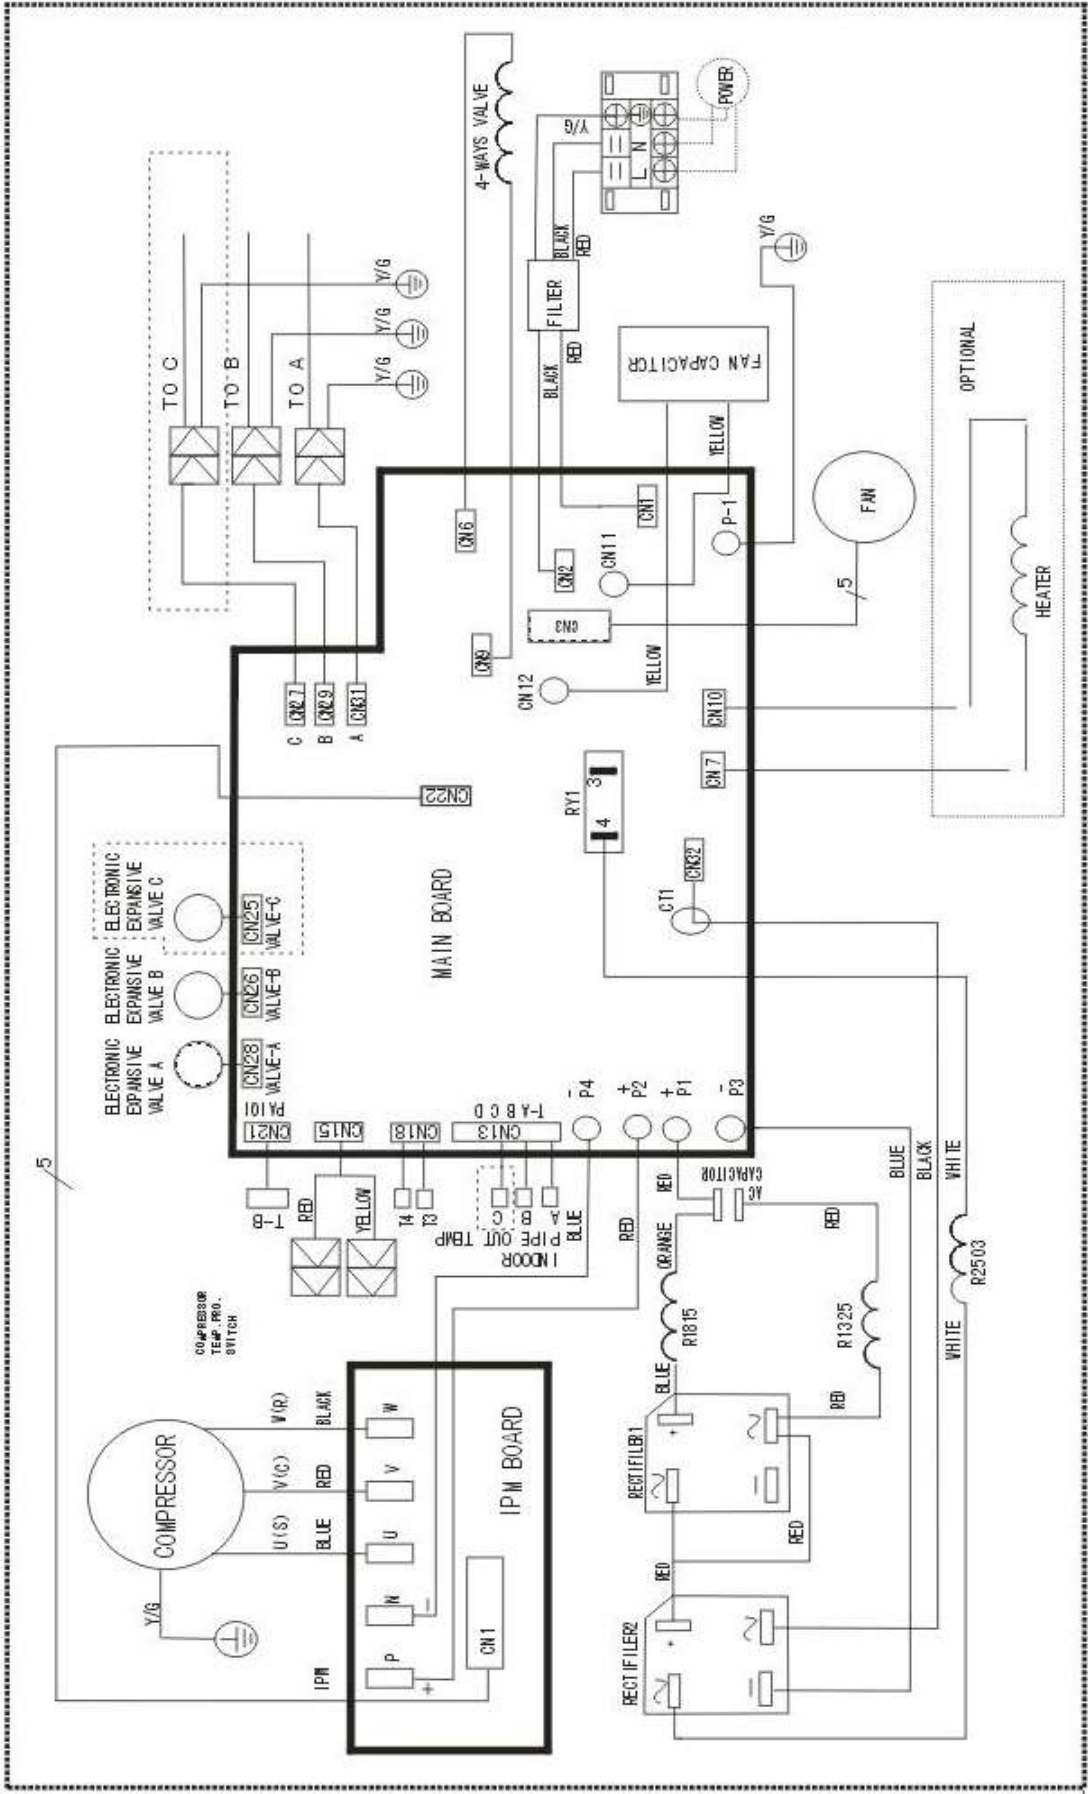 COMPRESSOR
Y/G
U(S)
V(C)
W(R)
BLUE
RED
BLACK
IPM
P
N
U
V
W
+
-
CN1
IPM BOARD
COMPRESSOR
TEMP.PRO.
SWITCH
5
ELECTRONIC
EXPANSIVE
VALVE A
ELECTRONIC
EXPANSIVE
VALVE B
ELECTRONIC
EXPANSIVE
VALVE C
CN28
VALVE-A
CN26
VALVE-B
CN25
VALVE-C
PA101
CN21
T-B
CN15
RED
YELLOW
CN18
T4
T3
CN13
T-A B C D
C
B
A
INDOOR
PIPE OUT TEMP
MAIN BOARD
CN22
C
CN27
B
CN29
A
CN31
TO C
TO B
TO A
Y/G
Y/G
Y/G
CN6
CN9
4-WAYS VALVE
FILTER
BLACK
RED
BLACK
RED
Y/G
L
N
POWER
CN2
CN1
CN11
CN12
CN3
YELLOW
YELLOW
FAN CAPACITOR
P-1
Y/G
5
FAN
RY1
4
3
CN10
CN7
OPTIONAL
HEATER
CT1
CN32
-
P4
+
P2
+
P1
-
P3
BLUE
RED
RED
AC
CAPACITOR
ORANGE
R1815
BLUE
RED
R1325
RED
RECTIFILER1
+
~
~
-
RED
RED
RECTIFILER2
+
~
~
-
BLUE
BLACK
WHITE
R2503
WHITE